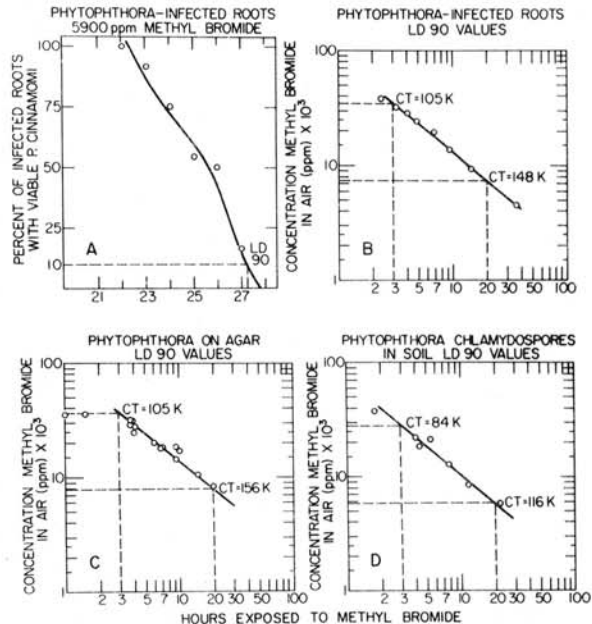 PHYTOPHTHORA-INFECTED ROOTS
5900 ppm METHYL BROMIDE
PERCENT OF INFECTED ROOTS
WITH VIABLE P. CINNAMOMI
100
75
50
25
10
A
LD
90
21
23
25
27
PHYTOPHTHORA-INFECTED ROOTS
LD 90 VALUES
CONCENTRATION METHYL BROMIDE
IN AIR (ppm) X 10³
100
10
1
CT=105 K
CT=148 K
B
2
3
5
10
20 30
50
100
PHYTOPHTHORA ON AGAR
LD 90 VALUES
CONCENTRATION METHYL BROMIDE
IN AIR (ppm) X 10³
100
10
1
CT=105 K
CT=156 K
C
2
3
5
10
20 30
50
100
PHYTOPHTHORA CHLAMYDOSPORES
IN SOIL LD 90 VALUES
CONCENTRATION METHYL BROMIDE
IN AIR (ppm) X 10³
100
10
1
CT=84 K
CT=116 K
D
2
3
5
10
20 30
50
100
HOURS EXPOSED TO METHYL BROMIDE